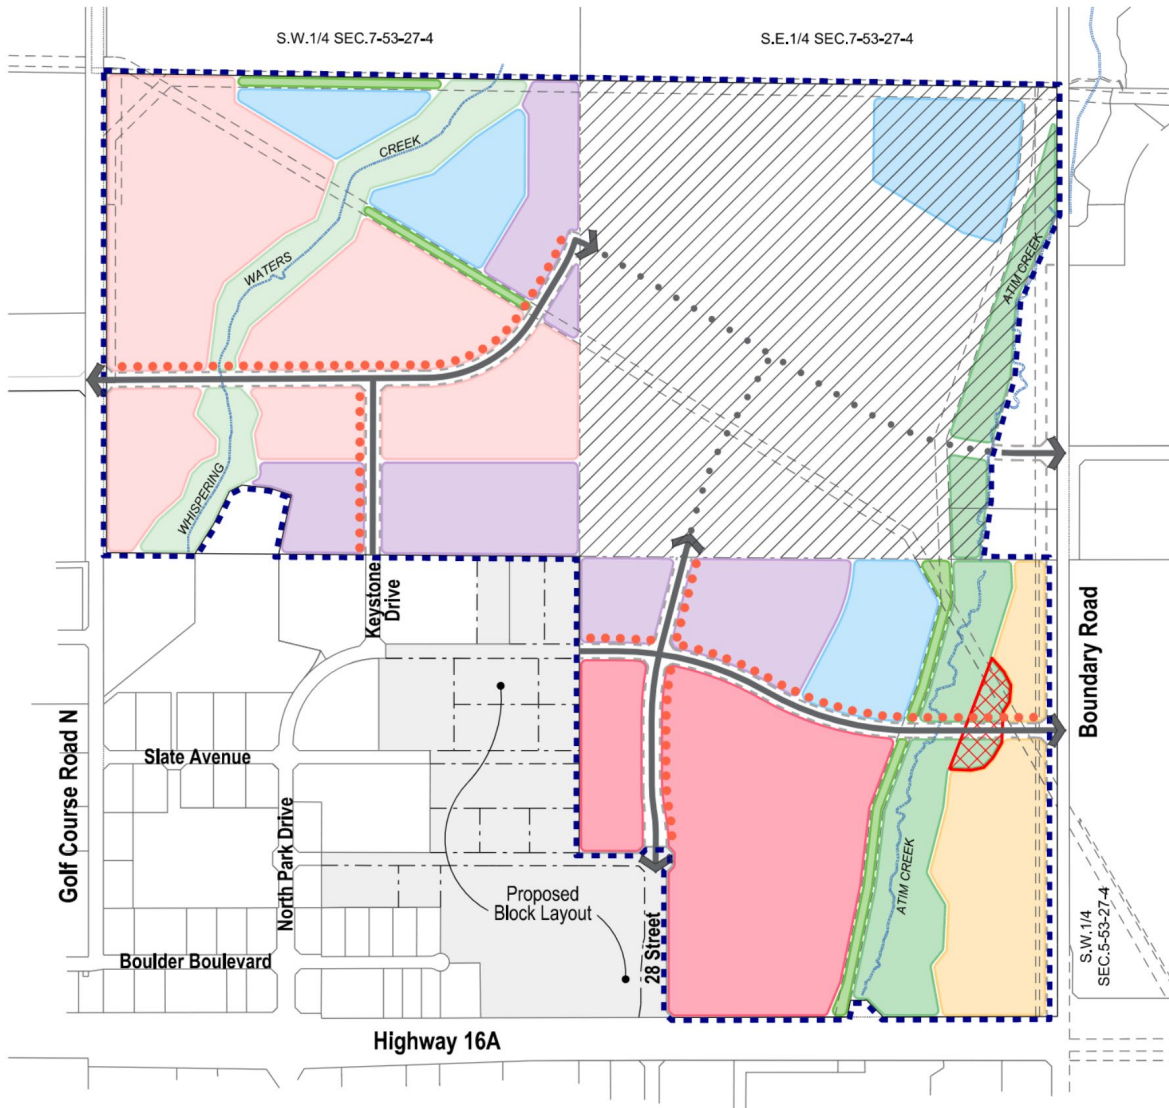 S.W.1/4 SEC.7-53-27-4
S.E.1/4 SEC.7-53-27-4
CREEK
WATERS
WHISPERING
ATIM CREEK
Keystone
Drive
Boundary Road
Golf Course Road N
Slate Avenue
North Park Drive
Proposed
Block Layout
ATIM CREEK
28 Street
S.W.1/4
SEC.5-53-27-4
Boulder Boulevard
Highway 16A